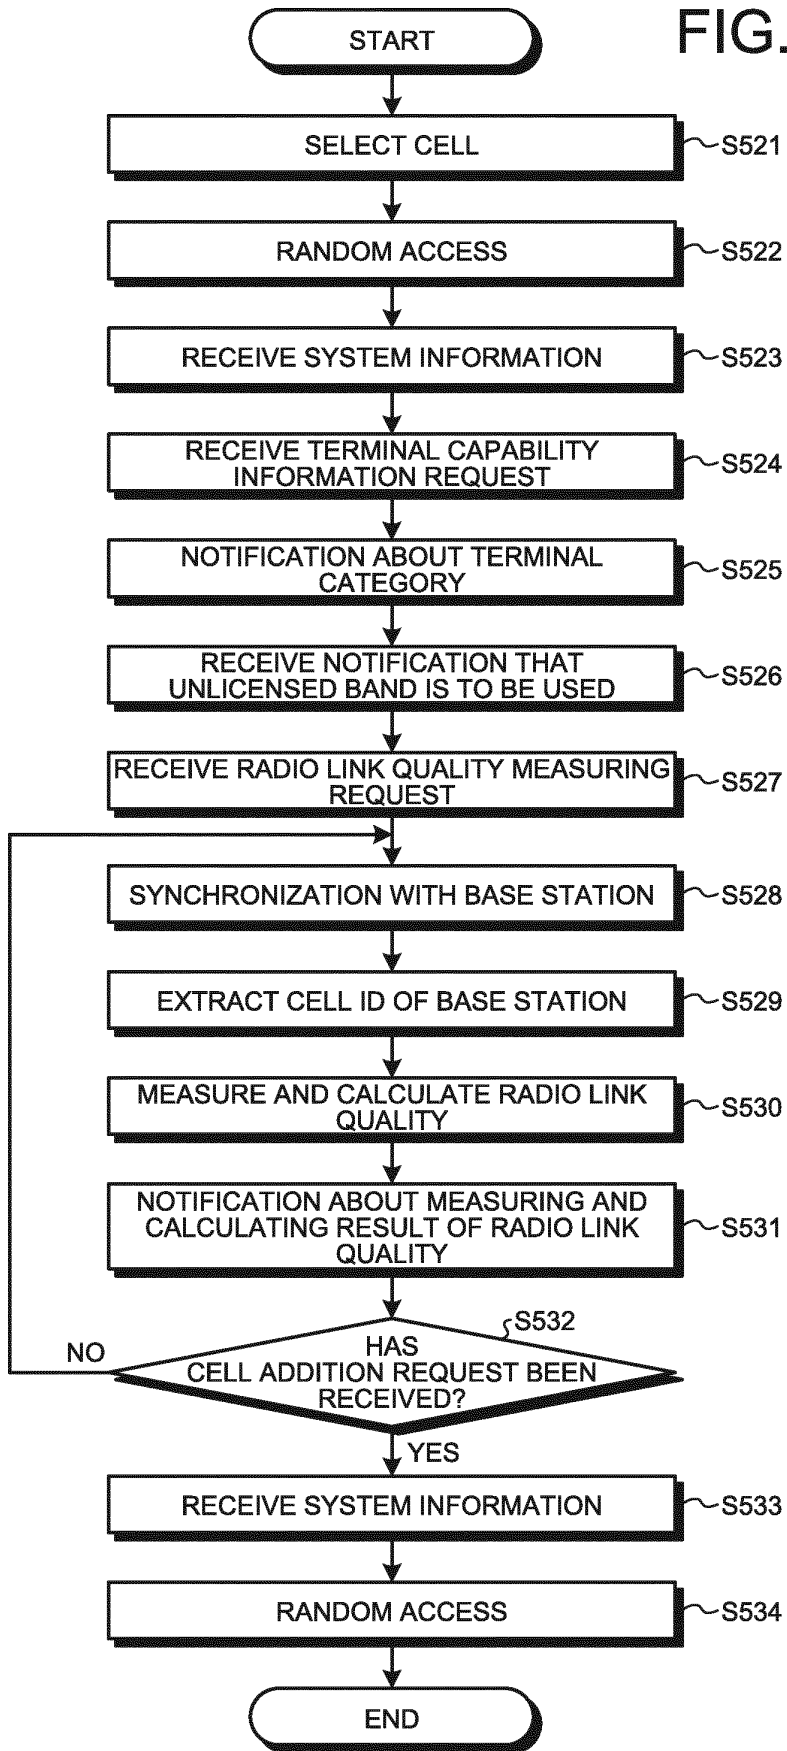 FIG.
START
SELECT CELL
S521
RANDOM ACCESS
S522
RECEIVE SYSTEM INFORMATION
S523
RECEIVE TERMINAL CAPABILITY
INFORMATION REQUEST
S524
NOTIFICATION ABOUT TERMINAL
CATEGORY
S525
RECEIVE NOTIFICATION THAT
UNLICENSED BAND IS TO BE USED
S526
RECEIVE RADIO LINK QUALITY MEASURING
REQUEST
S527
SYNCHRONIZATION WITH BASE STATION
S528
EXTRACT CELL ID OF BASE STATION
S529
MEASURE AND CALCULATE RADIO LINK
QUALITY
S530
NOTIFICATION ABOUT MEASURING AND
CALCULATING RESULT OF RADIO LINK
QUALITY
S531
S532
HAS
CELL ADDITION REQUEST BEEN
RECEIVED?
NO
YES
RECEIVE SYSTEM INFORMATION
S533
RANDOM ACCESS
S534
END